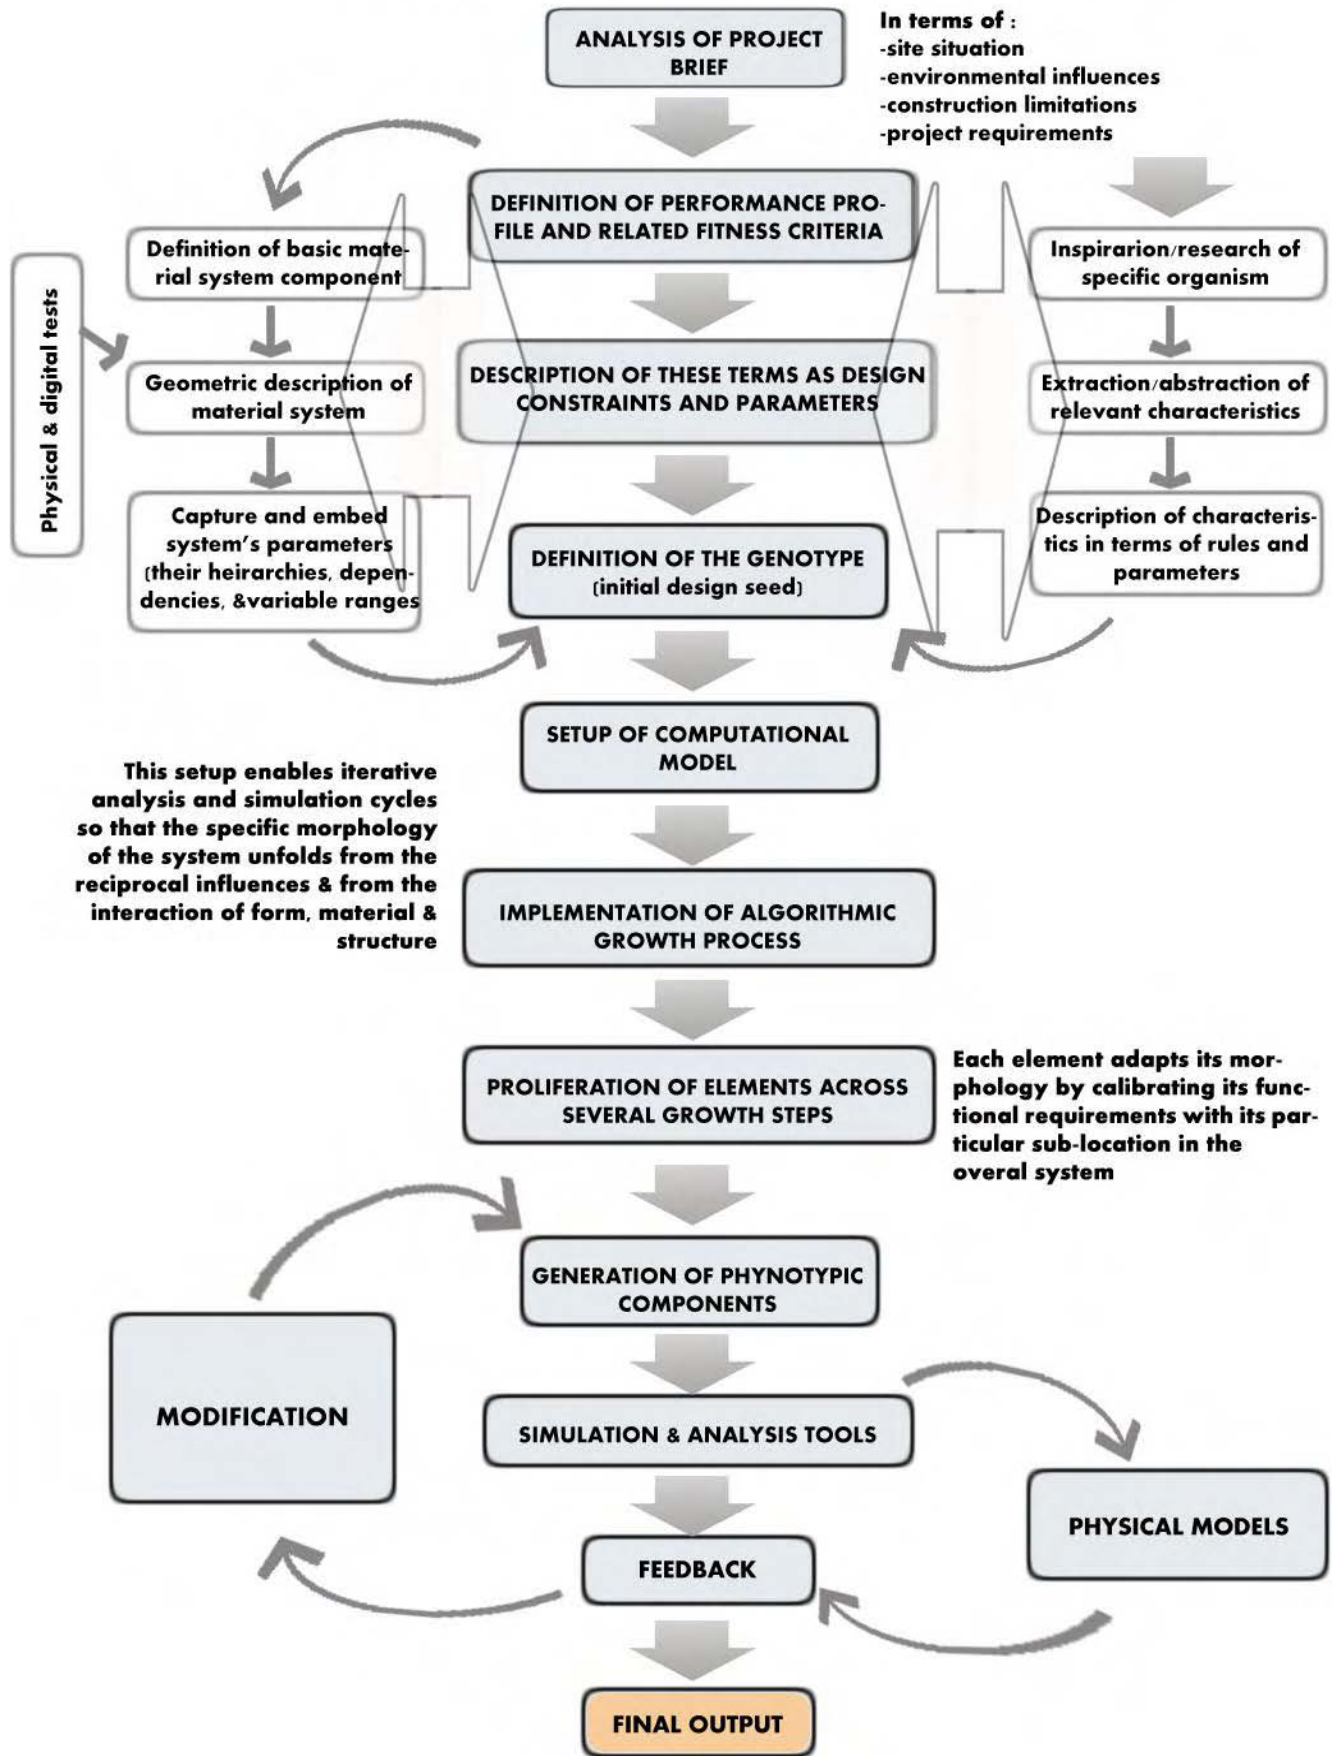 ANALYSIS OF PROJECT
BRIEF
In terms of :
-site situation
-environmental influences
-construction limitations
-project requirements
DEFINITION OF PERFORMANCE PRO-
FILE AND RELATED FITNESS CRITERIA
Definition of basic mate-
rial system component
Inspirarion/research of
specific organism
Physical & digital tests
Geometric description of
material system
DESCRIPTION OF THESE TERMS AS DESIGN
CONSTRAINTS AND PARAMETERS
Extraction/abstraction of
relevant characteristics
Capture and embed
system's parameters
(their heirarchies, depen-
dencies, &variable ranges
DEFINITION OF THE GENOTYPE
(initial design seed)
Description of characteris-
tics in terms of rules and
parameters
SETUP OF COMPUTATIONAL
MODEL
This setup enables iterative
analysis and simulation cycles
so that the specific morphology
of the system unfolds from the
reciprocal influences & from the
interaction of form, material &
structure
IMPLEMENTATION OF ALGORITHMIC
GROWTH PROCESS
PROLIFERATION OF ELEMENTS ACROSS
SEVERAL GROWTH STEPS
Each element adapts its mor-
phology by calibrating its func-
tional requirements with its par-
ticular sub-location in the
overal system
GENERATION OF PHYNOTYPIC
COMPONENTS
MODIFICATION
SIMULATION & ANALYSIS TOOLS
PHYSICAL MODELS
FEEDBACK
FINAL OUTPUT